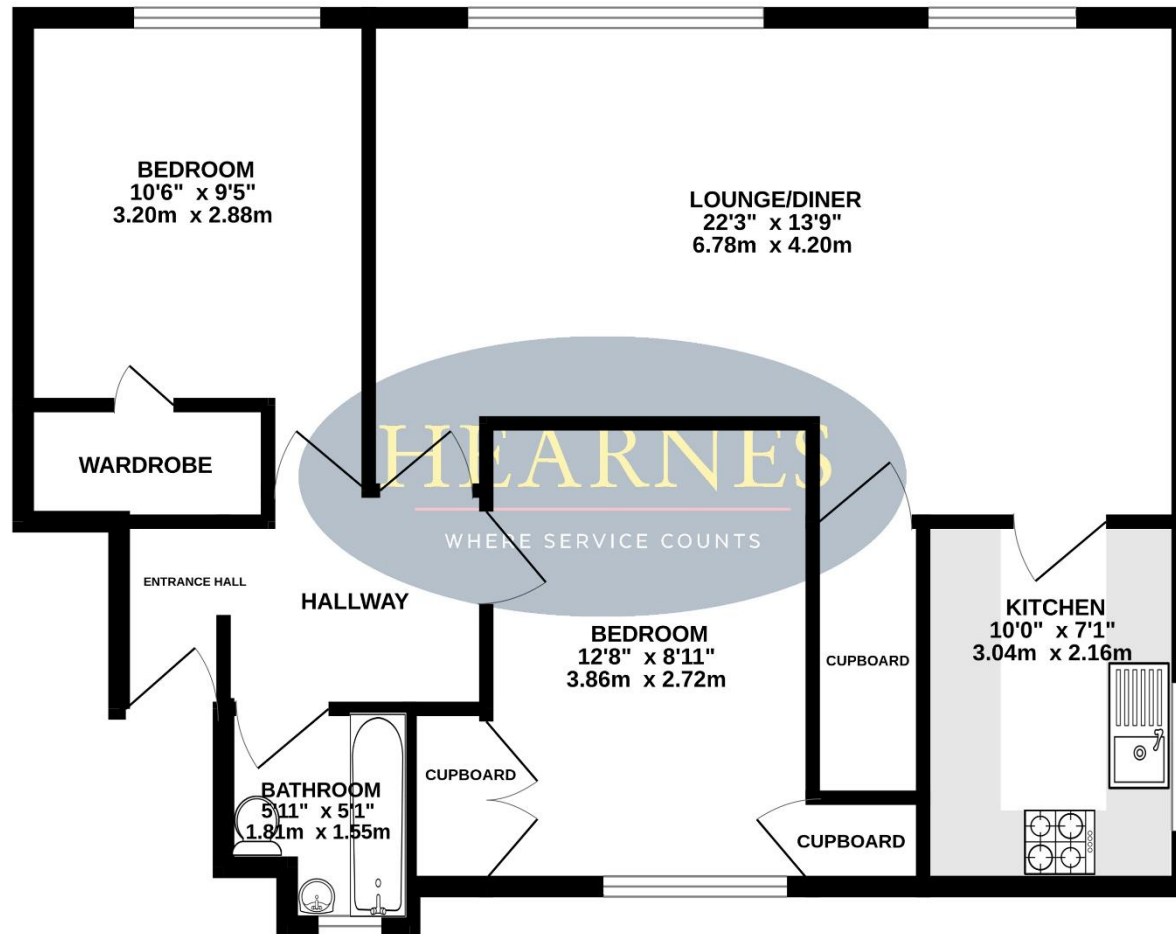 BEDROOM
10'6" x 9'5"
3.20m x 2.88m
LOUNGE/DINER
22'3" x 13'9"
6.78m x 4.20m
WARDROBE
HEARNES
WHERE SERVICE COUNTS
ENTRANCE HALL
HALLWAY
BEDROOM
12'8" x 8'11"
3.86m x 2.72m
CUPBOARD
KITCHEN
10'0" x 7'1"
3.04m x 2.16m
CUPBOARD
BATHROOM
5'11" x 5'1"
1.81m x 1.55m
CUPBOARD